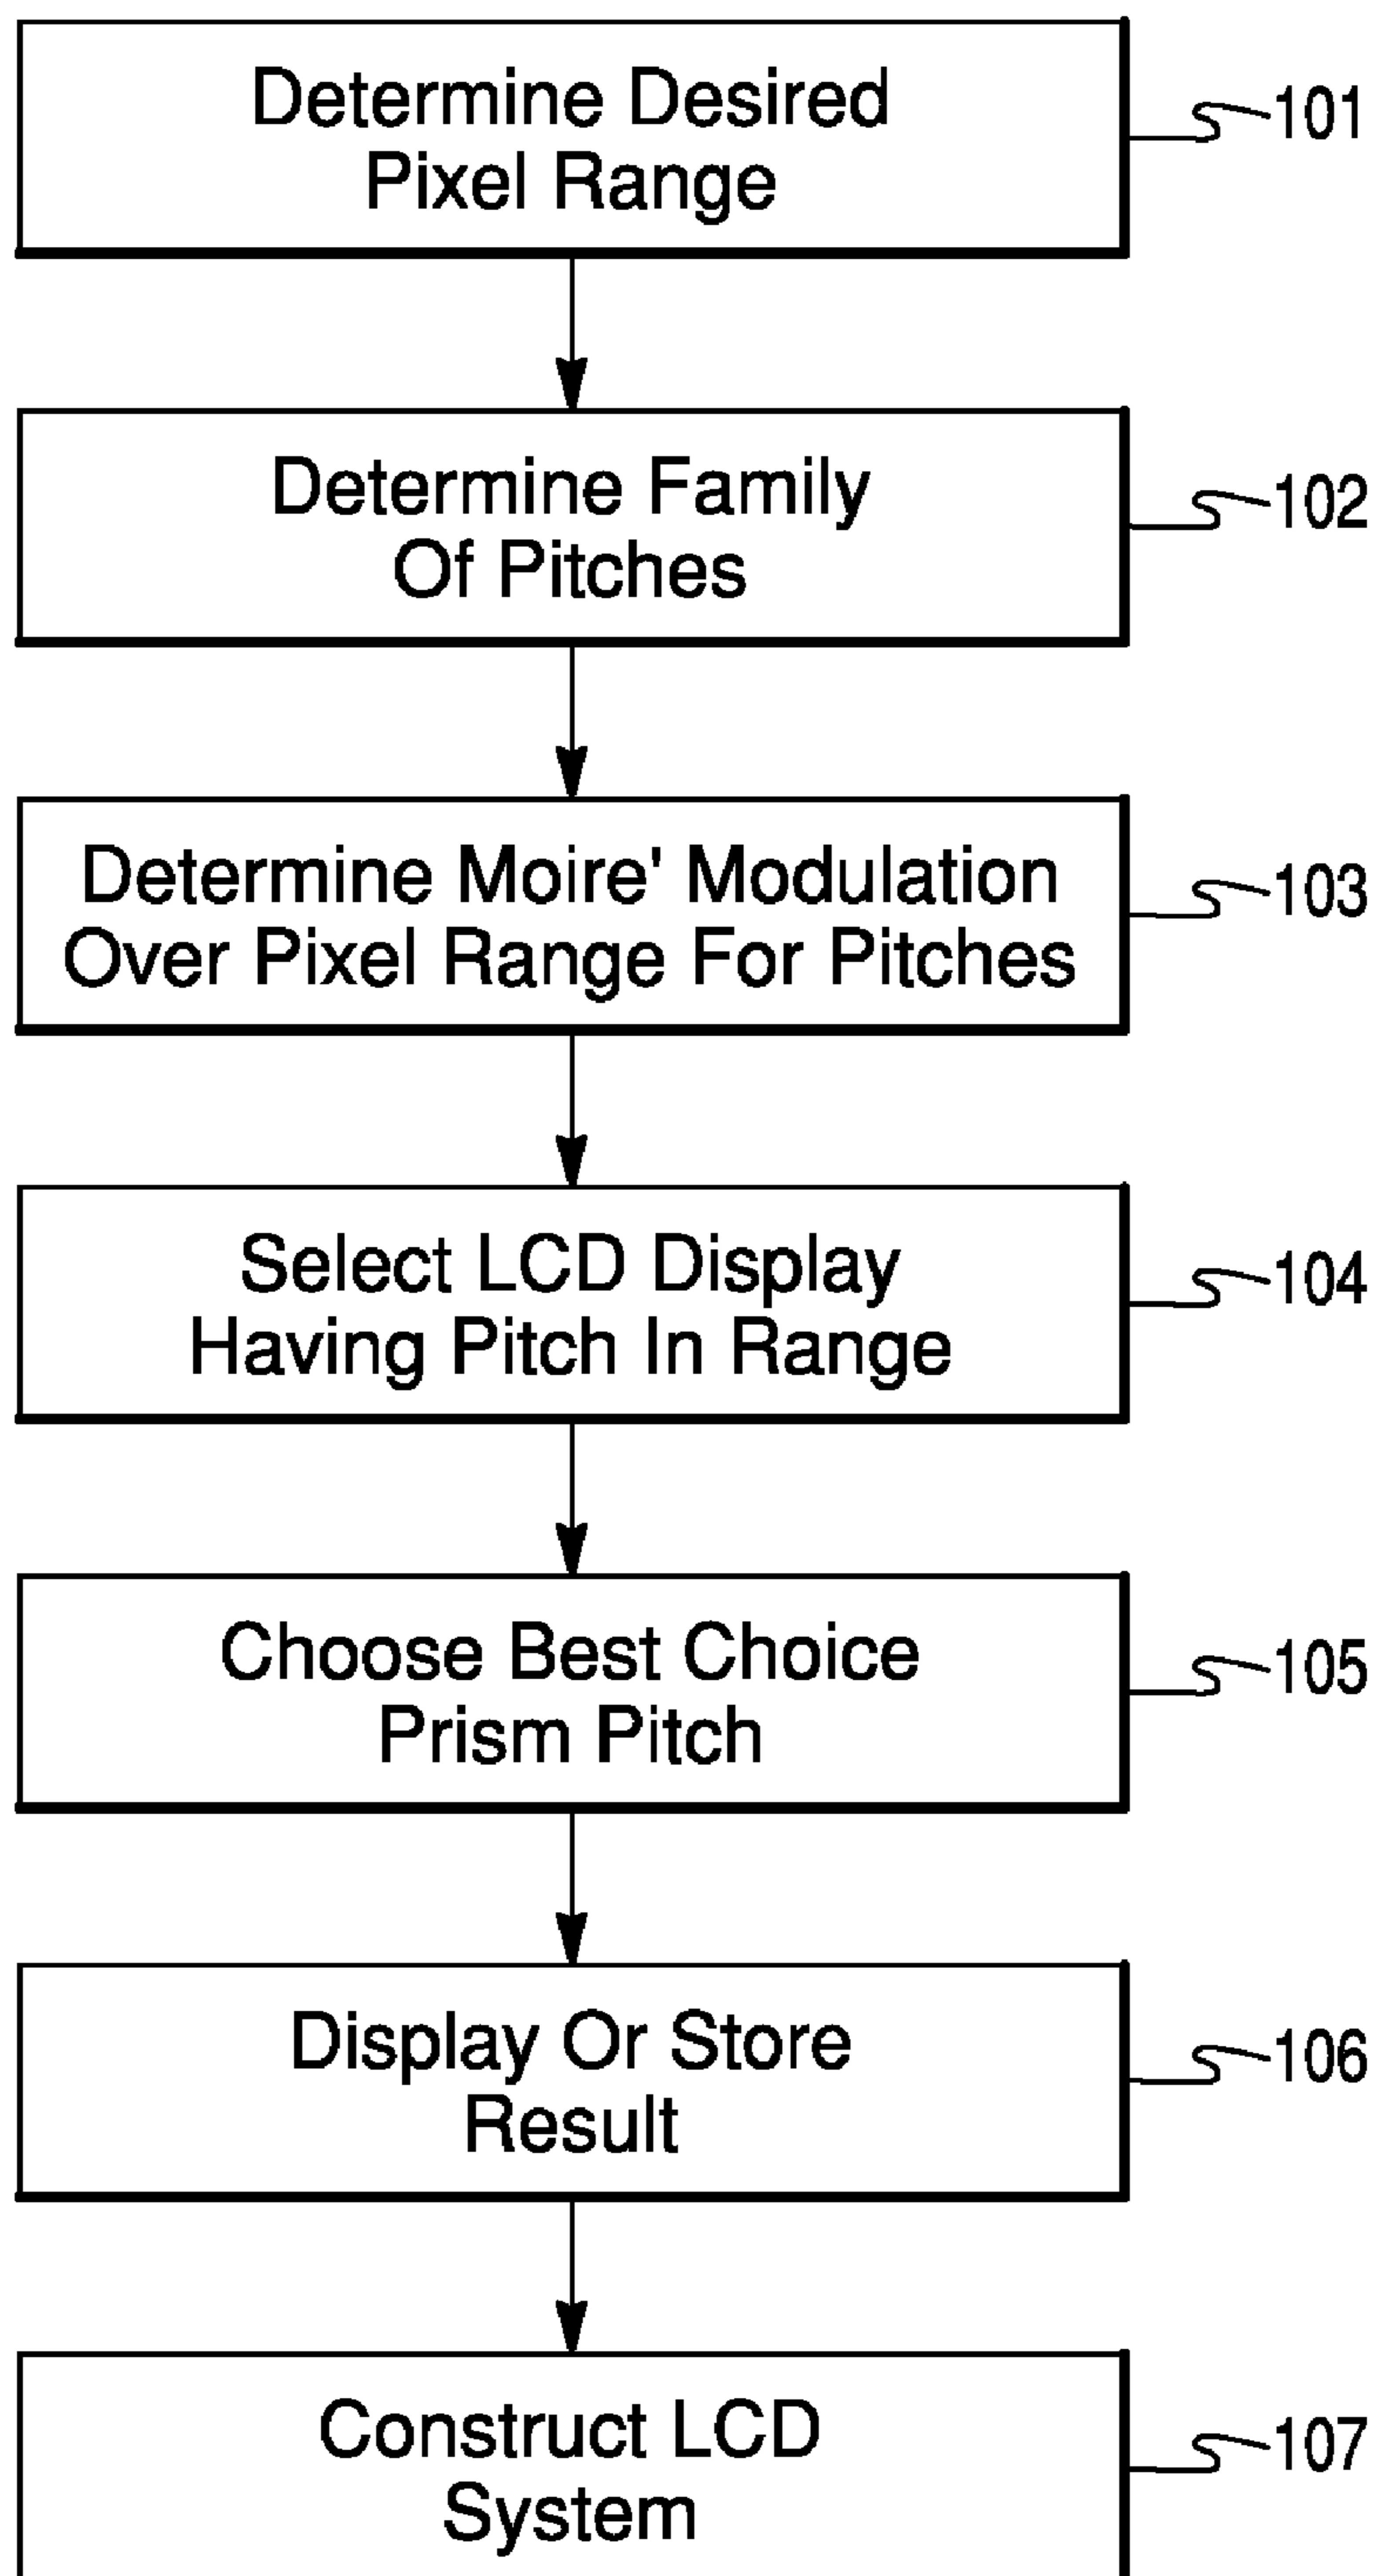 Determine Desired
Pixel Range
101
Determine Family
Of Pitches
102
Determine Moire' Modulation
Over Pixel Range For Pitches
103
Select LCD Display
Having Pitch In Range
104
Choose Best Choice
Prism Pitch
105
Display Or Store
Result
106
Construct LCD
System
107